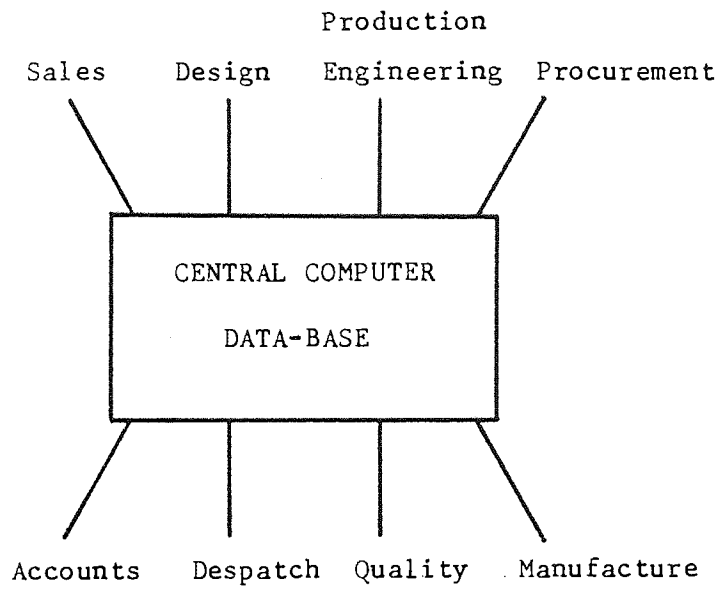 Production
Sales Design Engineering Procurement
CENTRAL COMPUTER
DATA-BASE
Accounts Despatch Quality Manufacture